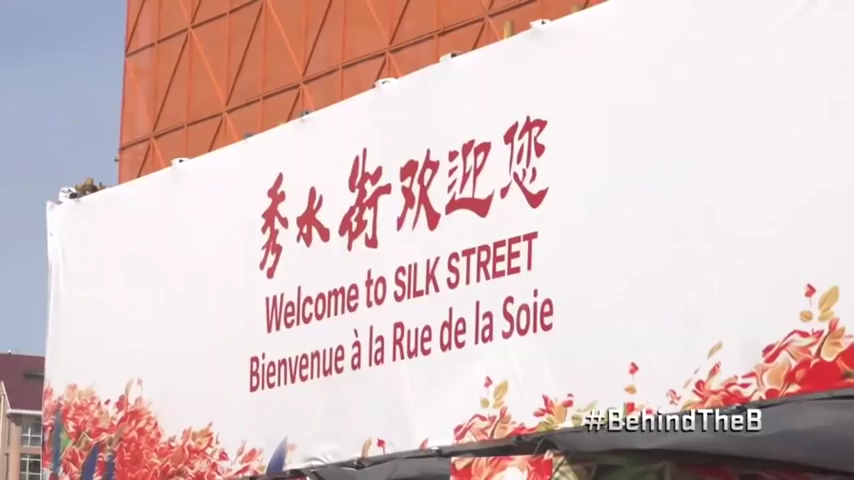 秀水街欢迎您
Welcome to SILK STREET
Bienvenue à la Rue de la Soie
#BehindTheB